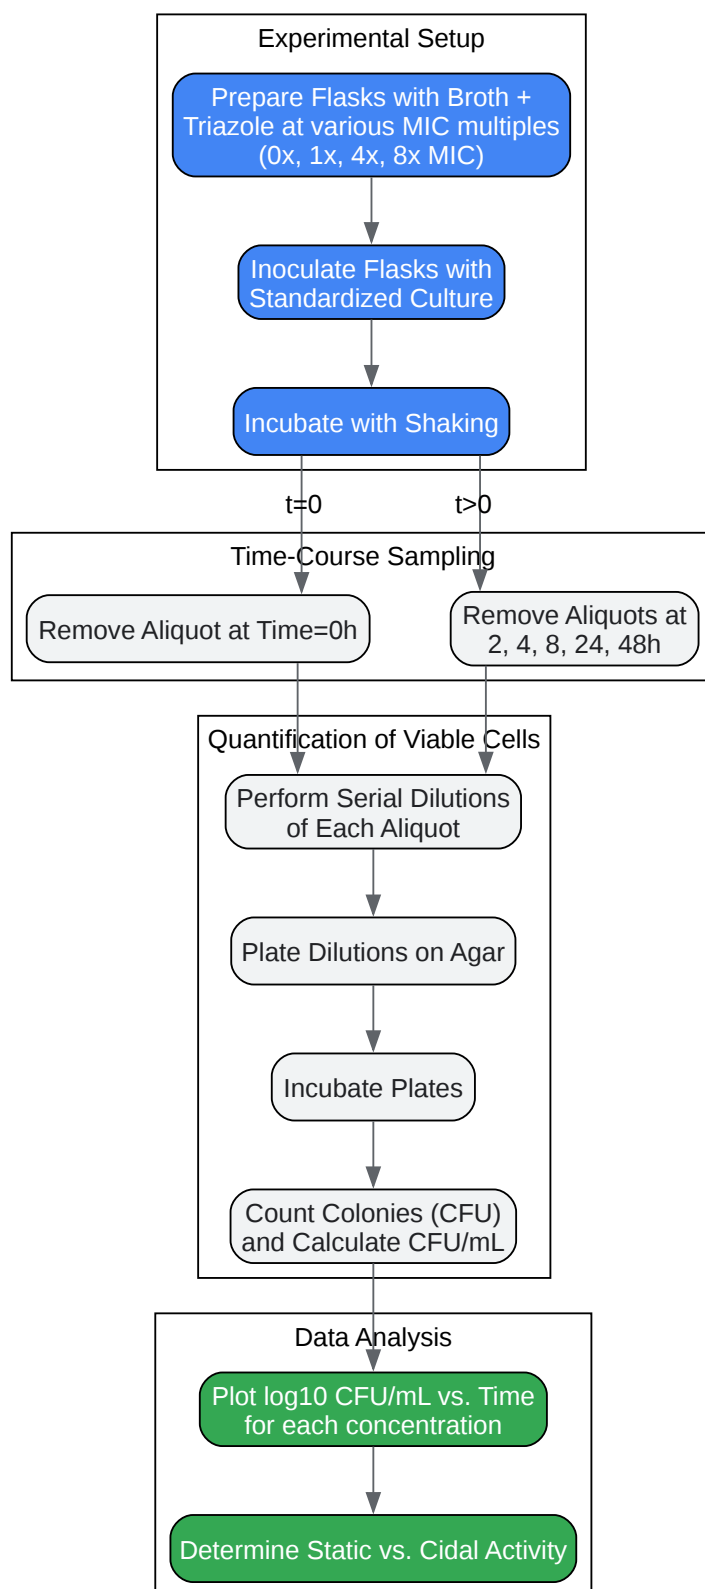 Experimental Setup
Prepare Flasks with Broth +
Triazole at various MIC multiples
(0x, 1x, 4x, 8x MIC)
Inoculate Flasks with
Standardized Culture
Incubate with Shaking
t=0
t>0
Time-Course Sampling
Remove Aliquot at Time=0h
Remove Aliquots at
2, 4, 8, 24, 48h
Quantification of Viable Cells
Perform Serial Dilutions
of Each Aliquot
Plate Dilutions on Agar
Incubate Plates
Count Colonies (CFU)
and Calculate CFU/mL
Data Analysis
Plot log10 CFU/mL vs. Time
for each concentration
Determine Static vs. Cidal Activity